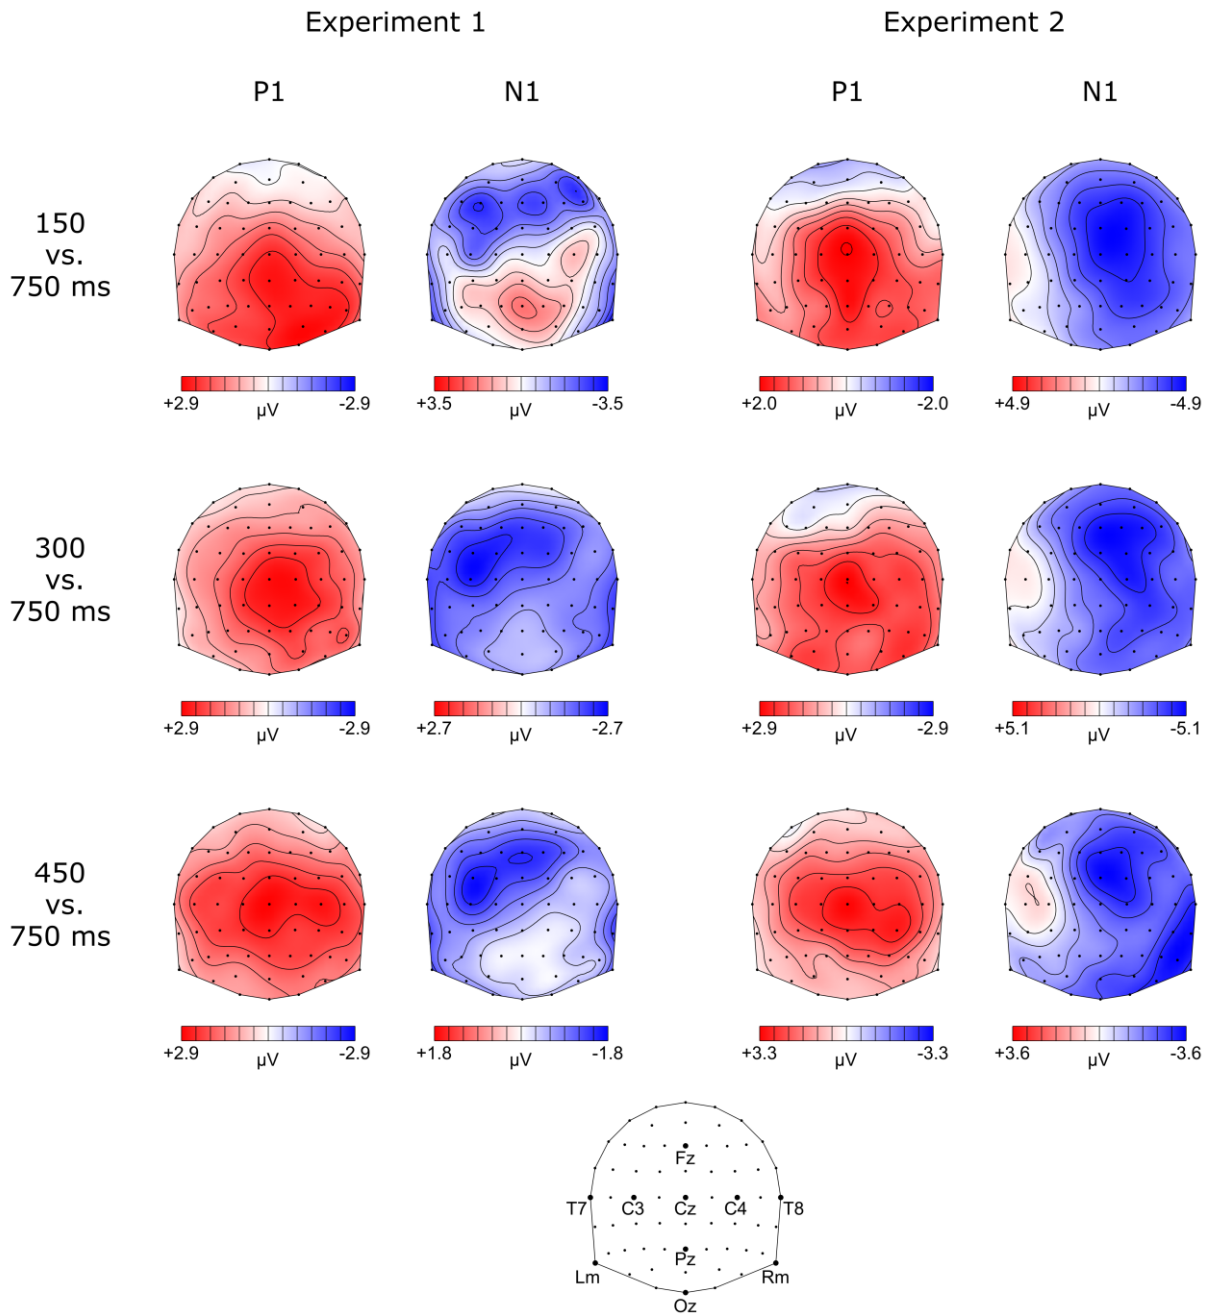 Experiment 1 Experiment 2
P1 N1 P1 N1
150
vs.
750 ms
+2.9 -2.9 +3.5 -3.5 +2.0 -2.0 +4.9 -4.9
µV µV µV µV
300
vs.
750 ms
+2.9 -2.9 +2.7 -2.7 +2.9 -2.9 +5.1 -5.1
µV µV µV µV
450
vs.
750 ms
+2.9 -2.9 +1.8 -1.8 +3.3 -3.3 +3.6 -3.6
µV µV µV µV
Fz
T7 C3 Cz C4 T8
Pz
Lm Rm
Oz